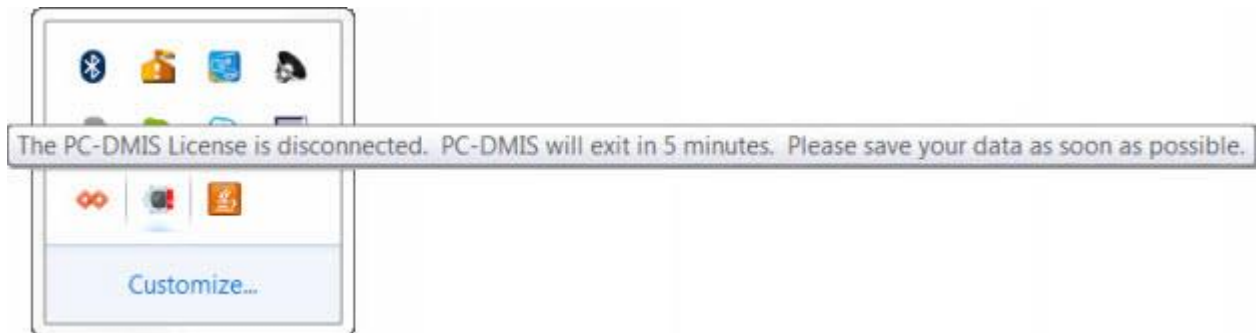 The PC-DMIS License is disconnected.  PC-DMIS will exit in 5 minutes.  Please save your data as soon as possible.
Customize...